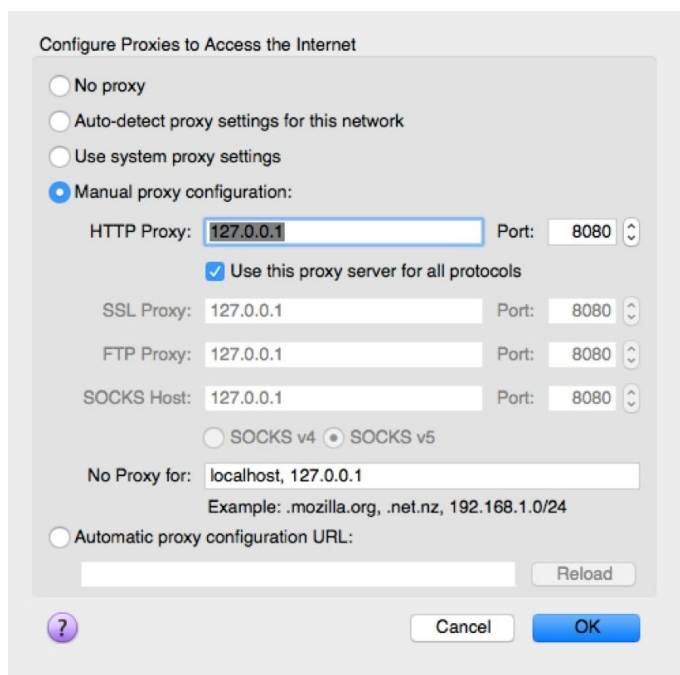 Configure Proxies to Access the Internet
No proxy
Auto-detect proxy settings for this network
Use system proxy settings
Manual proxy configuration:
HTTP Proxy: 127.0.0.1 Port: 8080
Use this proxy server for all protocols
SSL Proxy: 127.0.0.1 Port: 8080
FTP Proxy: 127.0.0.1 Port: 8080
SOCKS Host: 127.0.0.1 Port: 8080
SOCKS v4 SOCKS v5
No Proxy for: localhost, 127.0.0.1
Example: .mozilla.org, .net.nz, 192.168.1.0/24
Automatic proxy configuration URL:
Reload
? Cancel OK